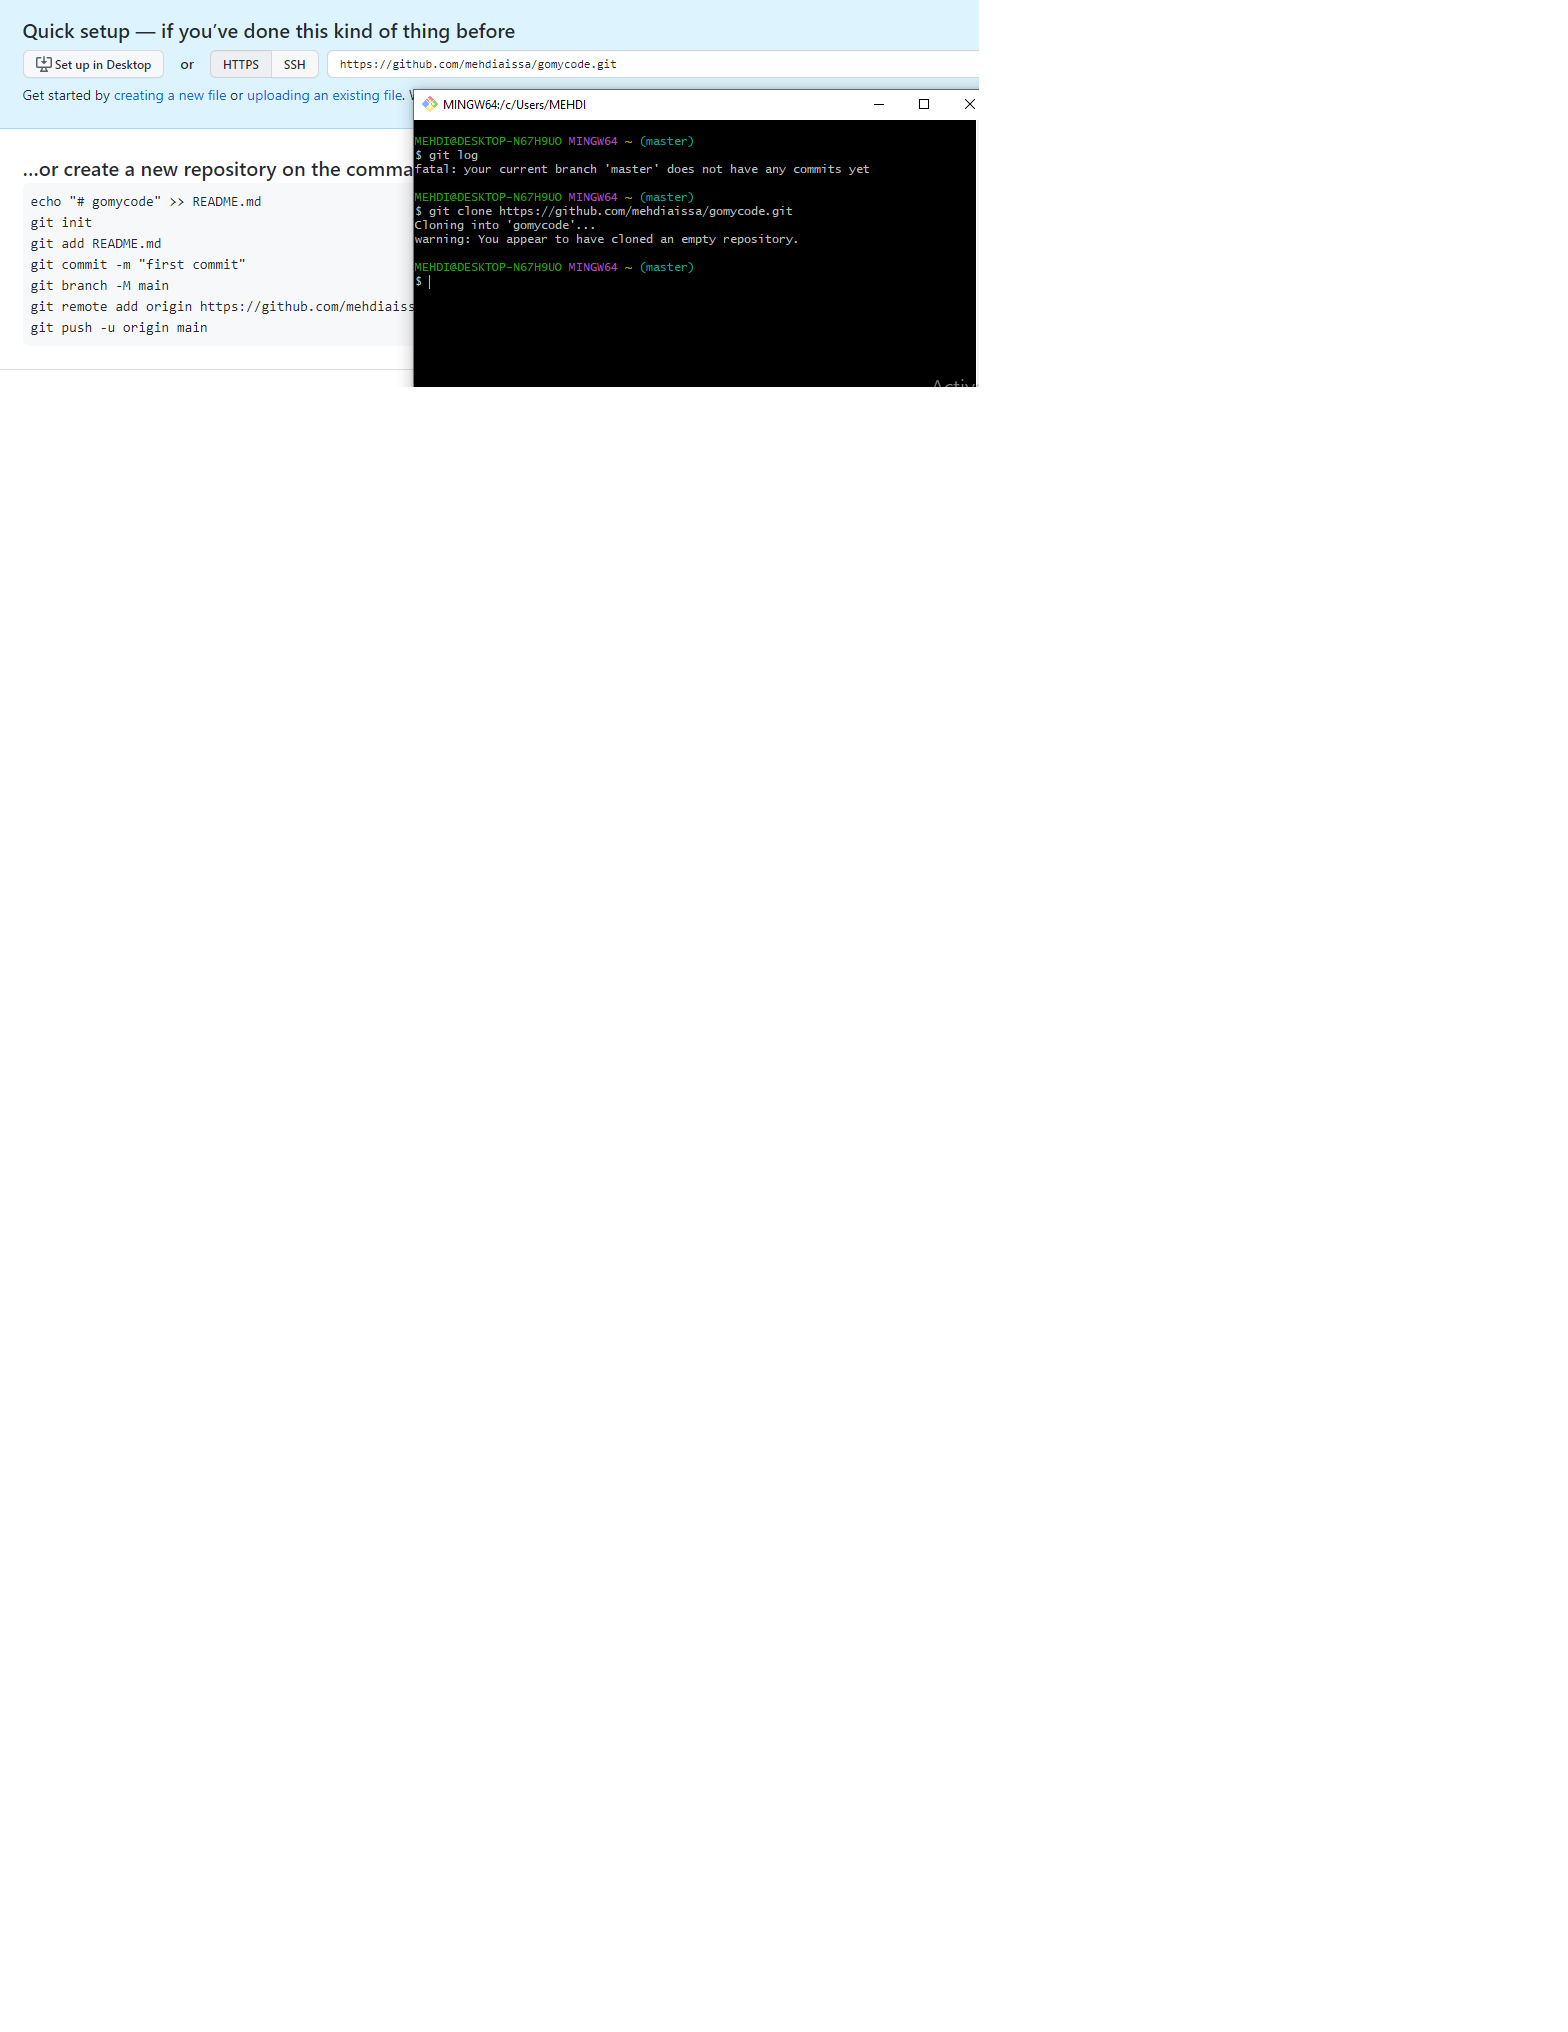 Quick setup — if you’ve done this kind of thing before
Set up in Desktop or HTTPS SSH https://github.com/mehdiaissa/gomycode.git
Get started by creating a new file or uploading an existing file.
...or create a new repository on the comma
echo "# gomycode" >> README.md
git init
git add README.md
git commit -m "first commit"
git branch -M main
git remote add origin https://github.com/mehdiaiss
git push -u origin main
MINGW64:/c/Users/MEHDI
MEHDI@DESKTOP-N67H9UO MINGW64 ~ (master)
$ git log
fatal: your current branch 'master' does not have any commits yet
MEHDI@DESKTOP-N67H9UO MINGW64 ~ (master)
$ git clone https://github.com/mehdiaissa/gomycode.git
Cloning into 'gomycode'...
warning: You appear to have cloned an empty repository.
MEHDI@DESKTOP-N67H9UO MINGW64 ~ (master)
$